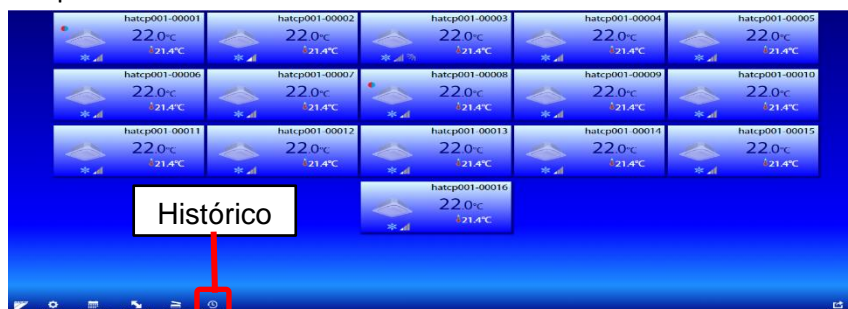 hatcp001-00001 hatcp001-00002 hatcp001-00003 hatcp001-00004 hatcp001-00005
22.0°C 22.0°C 22.0°C 22.0°C 22.0°C
21.4°C 21.4°C 21.4°C 21.4°C 21.4°C
hatcp001-00006 hatcp001-00007 hatcp001-00008 hatcp001-00009 hatcp001-00010
22.0°C 22.0°C 22.0°C 22.0°C 22.0°C
21.4°C 21.4°C 21.4°C 21.4°C 21.4°C
hatcp001-00011 hatcp001-00012 hatcp001-00013 hatcp001-00014 hatcp001-00015
22.0°C 22.0°C 22.0°C 22.0°C 22.0°C
21.4°C 21.4°C 21.4°C 21.4°C 21.4°C
hatcp001-00016
22.0°C
21.4°C
Histórico